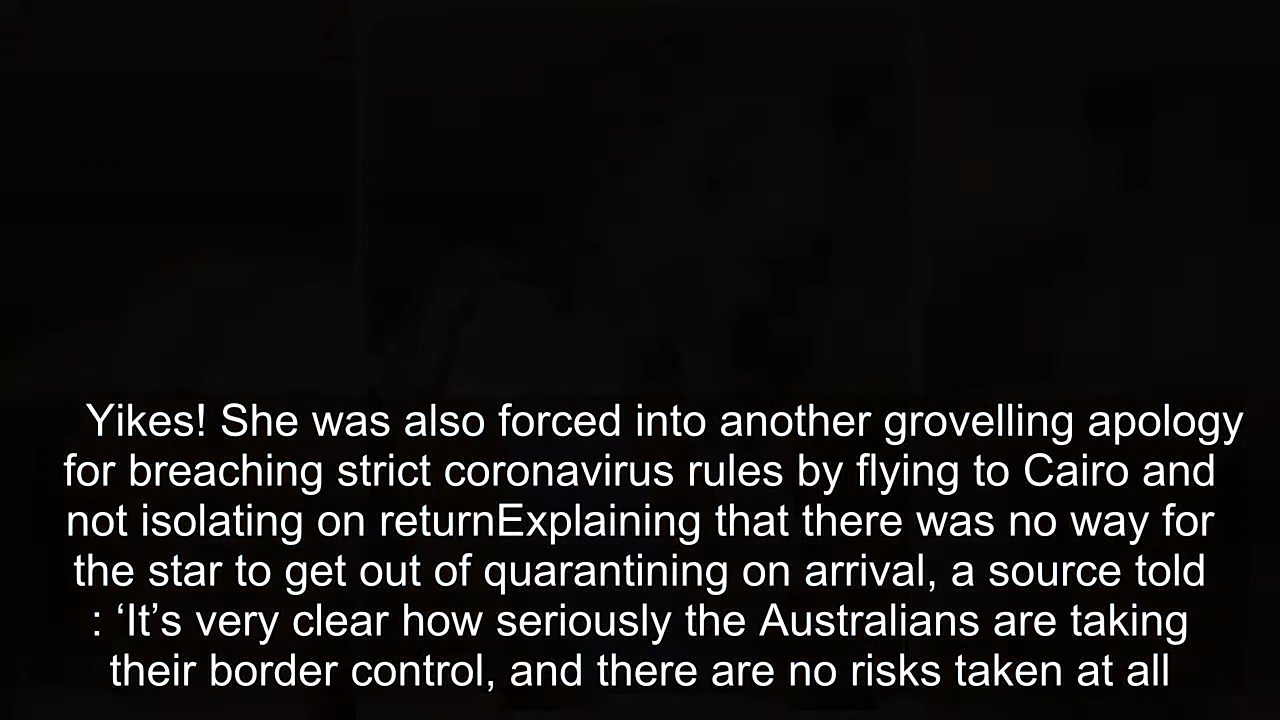 Yikes! She was also forced into another grovelling apology
for breaching strict coronavirus rules by flying to Cairo and
not isolating on returnExplaining that there was no way for
the star to get out of quarantining on arrival, a source told
: ‘It’s very clear how seriously the Australians are taking
their border control, and there are no risks taken at all